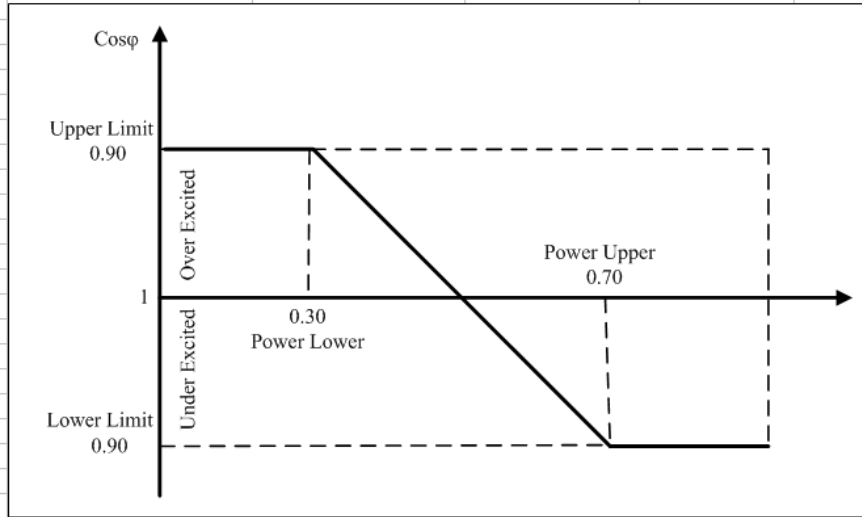 Cosφ
Upper Limit
0.90
Over Excited
Power Upper
0.70
1
0.30
Power Lower
Under Excited
Lower Limit
0.90